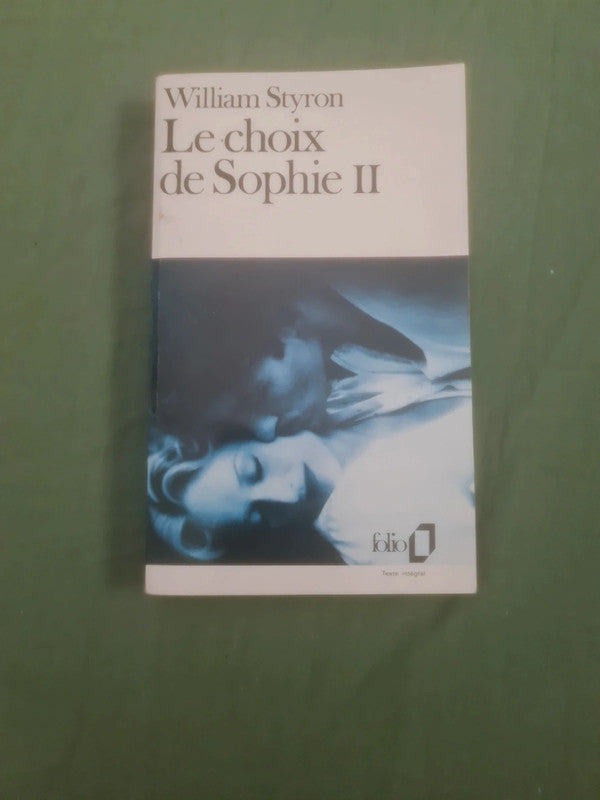 William Styron
Le choix
de Sophie II
folio
Texte intégral